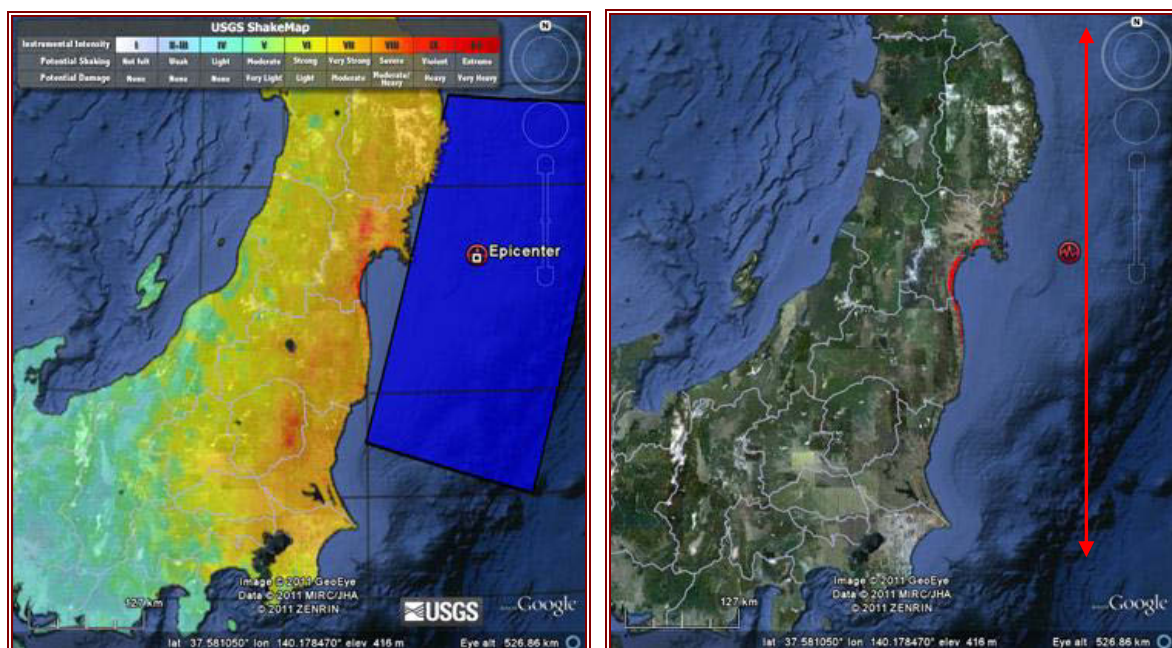 USGS ShakeMap
Instrumental Intensity I II-III IV V VI VII VIII IX
Potential Shaking Not felt Weak Light Moderate Strong Very Strong Severe Violent Extreme
Potential Damage None None None Very Light Light Moderate Moderate/Heavy Heavy Very Heavy
N
Epicenter
Image © 2011 GeoEye
Data © 2011 MIRC/JHA
© 2011 ZENRIN
127 km
USGS
Google
lat 37.581050° lon 140.178470° elev 416 m Eye alt 526.86 km
N
Image © 2011 GeoEye
Data © 2011 MIRC/JHA
© 2011 ZENRIN
127 km
Google
lat 37.581050° lon 140.178470° elev 416 m Eye alt 526.86 km